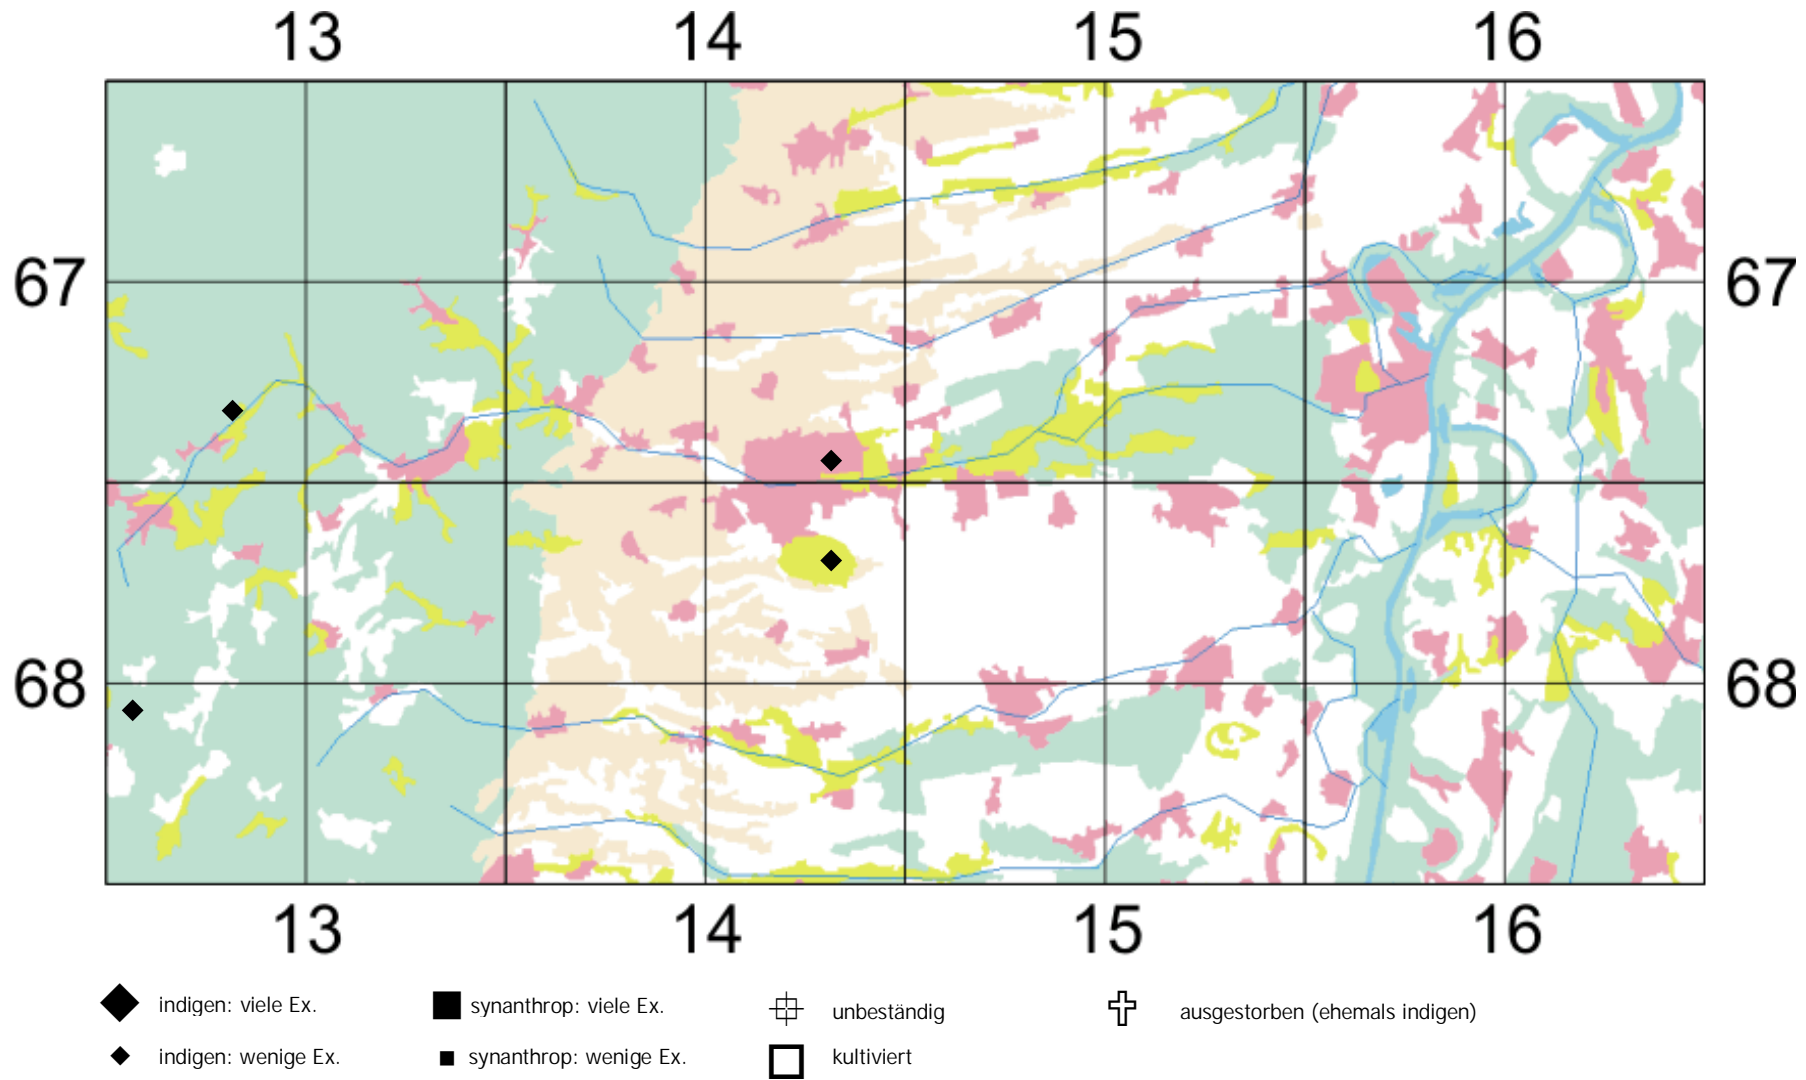 13 14 15 16
67 67
68 68
13 14 15 16
indigen: viele Ex. synanthrop: viele Ex. unbeständig ausgestorben (ehemals indigen)
indigen: wenige Ex. synanthrop: wenige Ex. kultiviert